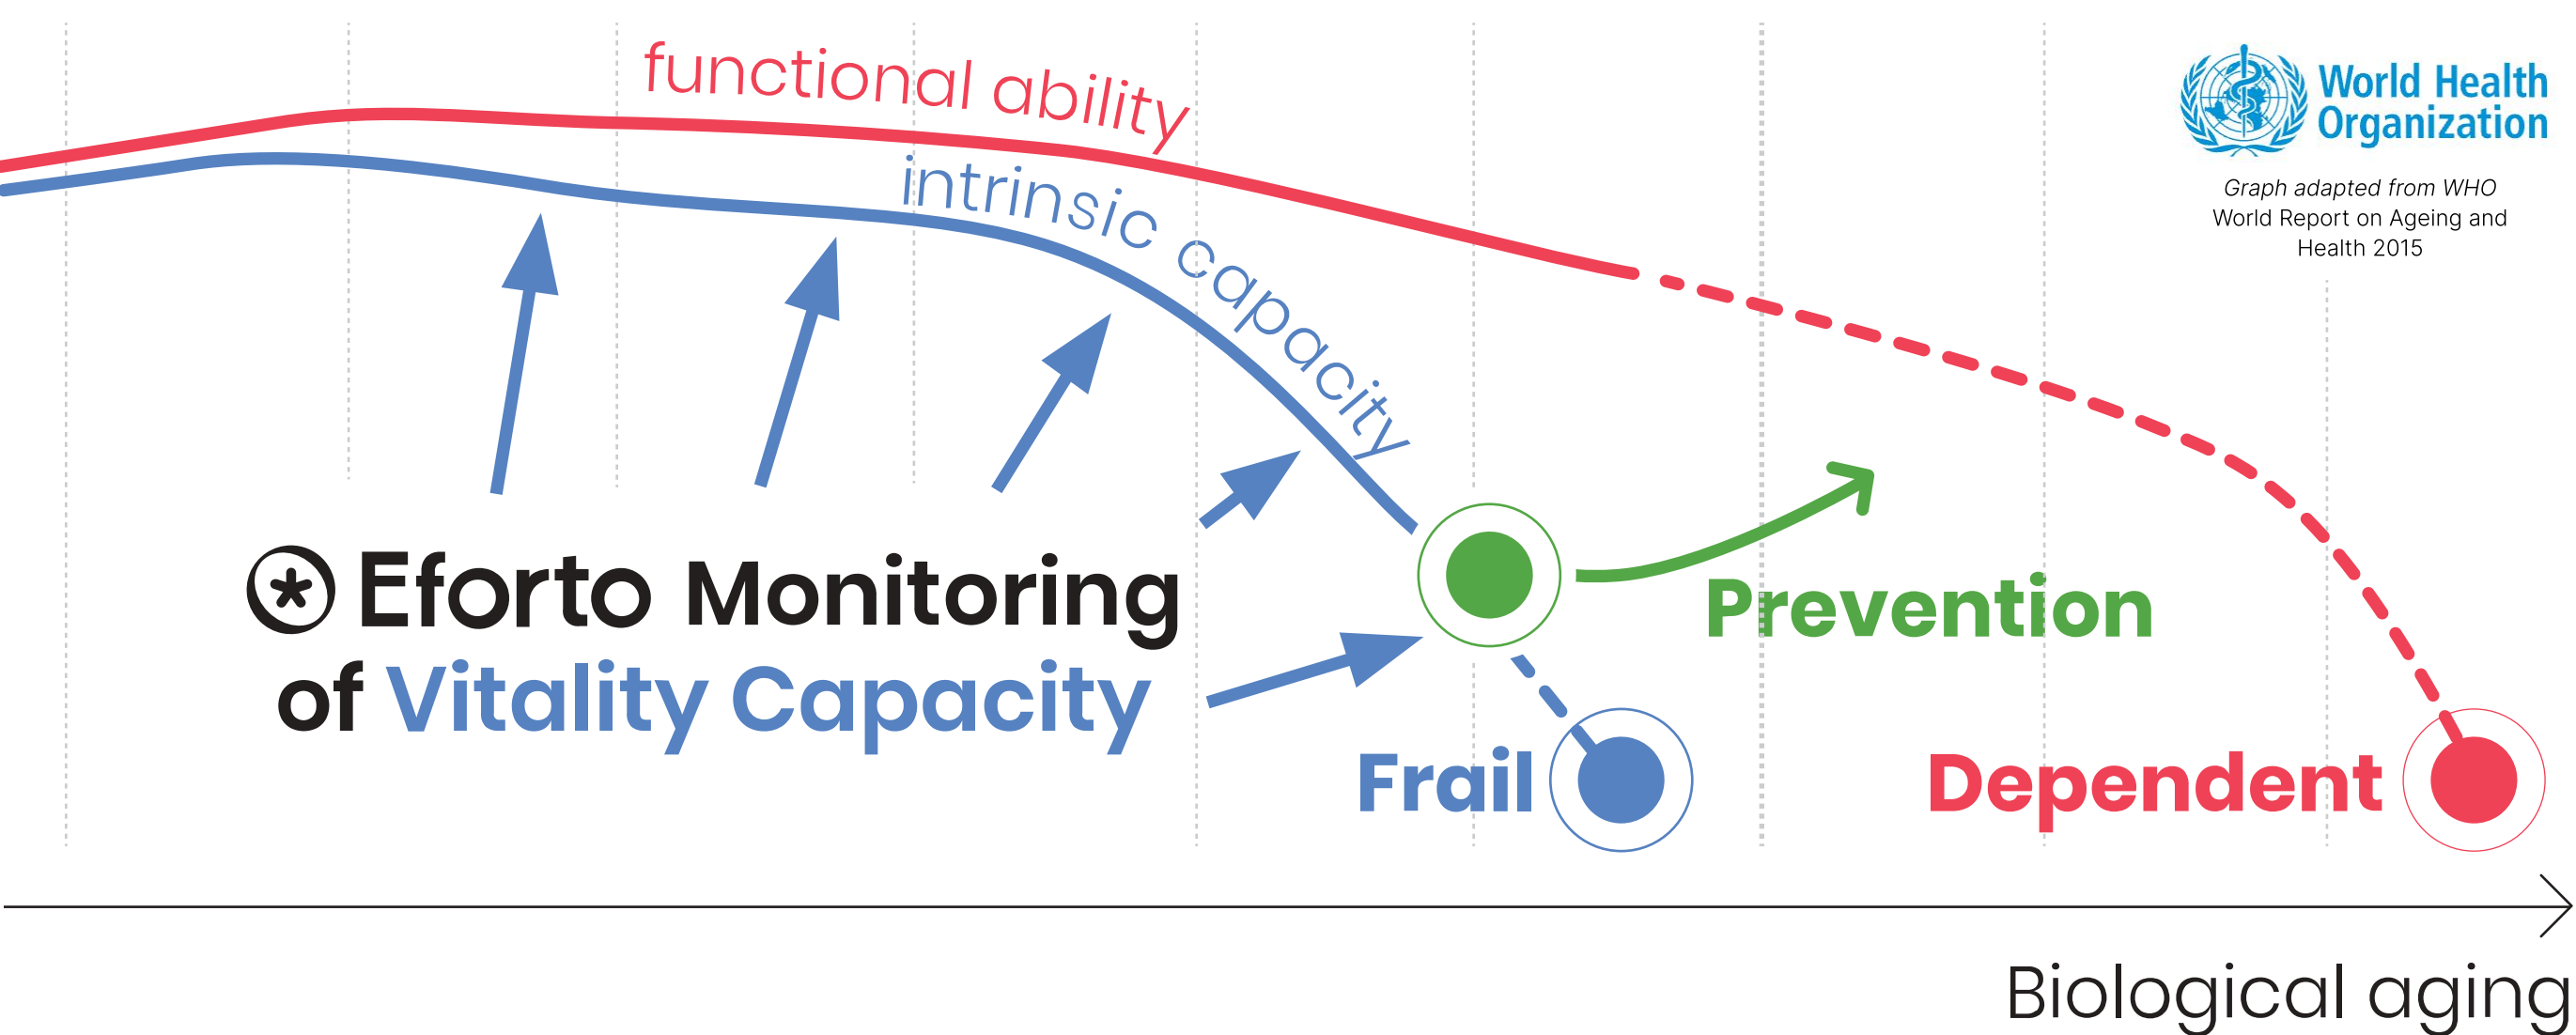 functional ability
intrinsic capacity
World Health
Organization
Graph adapted from WHO
World Report on Ageing and
Health 2015
Eforto Monitoring
of Vitality Capacity
Prevention
Frail
Dependent
Biological aging